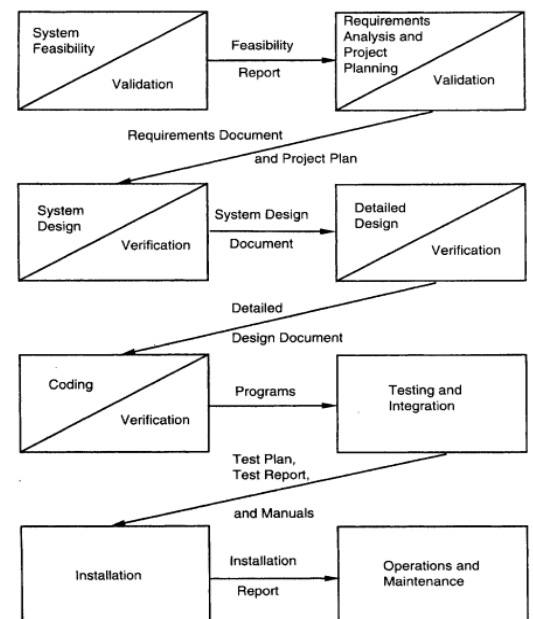 System
Feasibility
Validation
Feasibility
Report
Requirements
Analysis and
Project
Planning
Validation
Requirements Document
and Project Plan
System
Design
Verification
System Design
Document
Detailed
Design
Verification
Detailed
Design Document
Coding
Verification
Programs
Testing and
Integration
Test Plan,
Test Report,
and Manuals
Installation
Installation
Report
Operations and
Maintenance